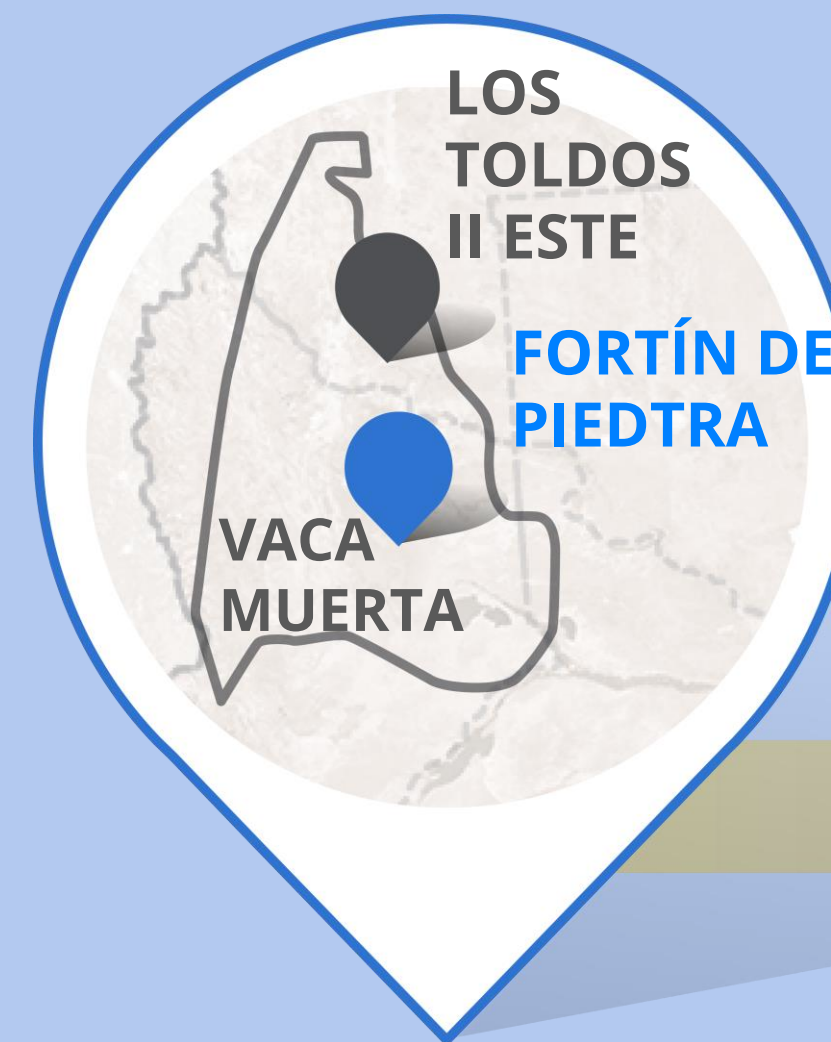 LOS
TOLDOS
II ESTE
FORTÍN DE
PIEDTRA
VACA
MUERTA